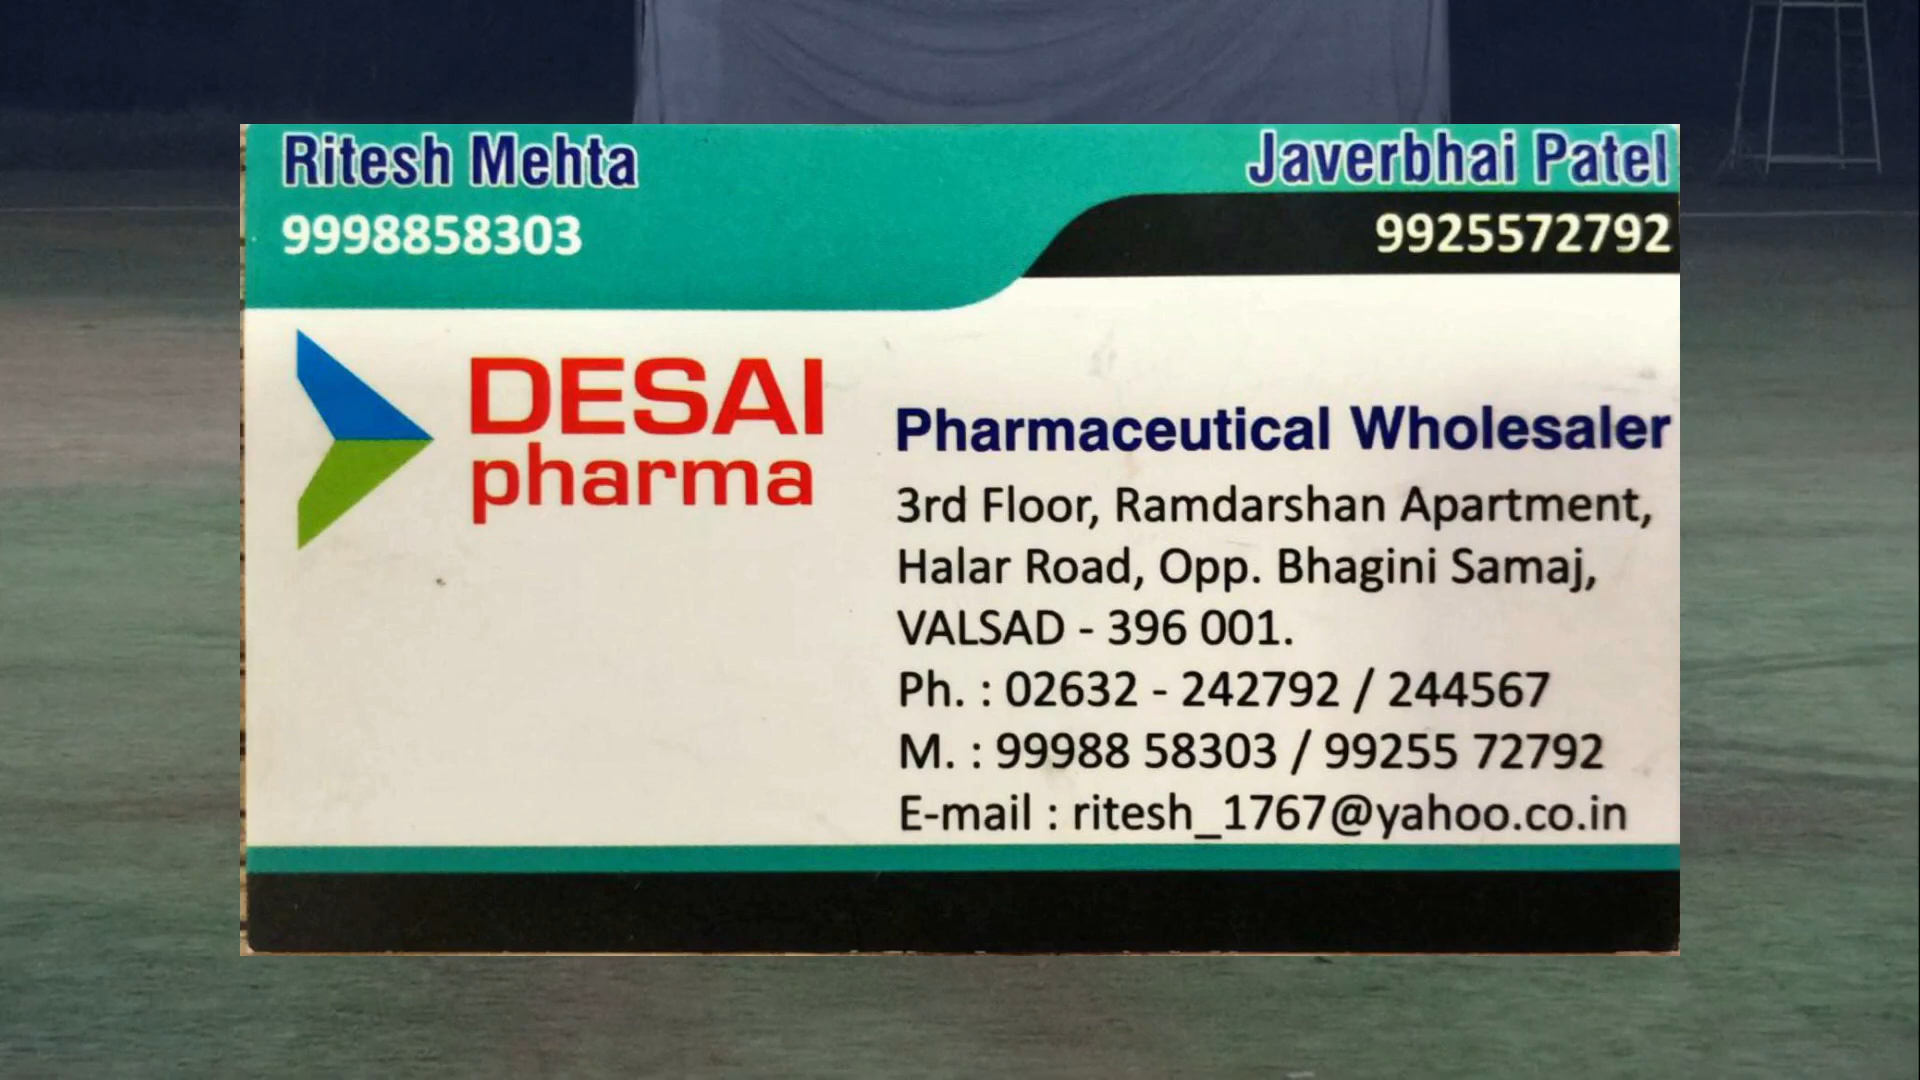 Ritesh Mehta
9998858303
Javerbhai Patel
9925572792
DESAI
pharma
Pharmaceutical Wholesaler
3rd Floor, Ramdarshan Apartment,
Halar Road, Opp. Bhagini Samaj,
VALSAD - 396 001.
Ph. : 02632 - 242792 / 244567
M. : 99988 58303 / 99255 72792
E-mail : ritesh_1767@yahoo.co.in